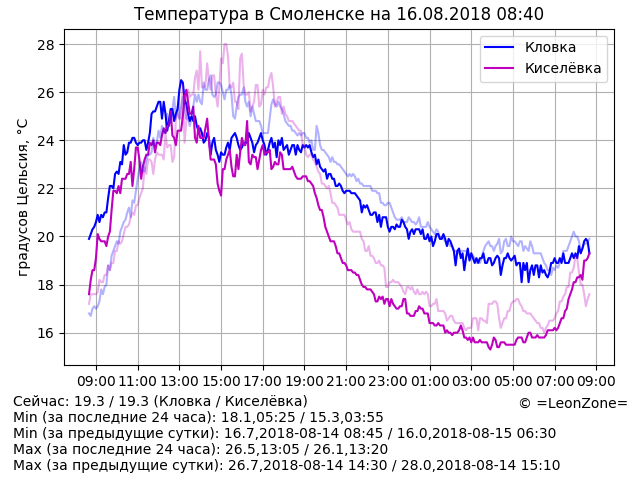 Температура в Смоленске на 16.08.2018 08:40
градусов Цельсия, °C
28
26
24
22
20
18
16
Кловка
Киселёвка
09:00 11:00 13:00 15:00 17:00 19:00 21:00 23:00 01:00 03:00 05:00 07:00 09:00
Сейчас: 19.3 / 19.3 (Кловка / Киселёвка)
© =LeonZone=
Min (за последние 24 часа): 18.1,05:25 / 15.3,03:55
Min (за предыдущие сутки): 16.7,2018-08-14 08:45 / 16.0,2018-08-15 06:30
Max (за последние 24 часа): 26.5,13:05 / 26.1,13:20
Max (за предыдущие сутки): 26.7,2018-08-14 14:30 / 28.0,2018-08-14 15:10